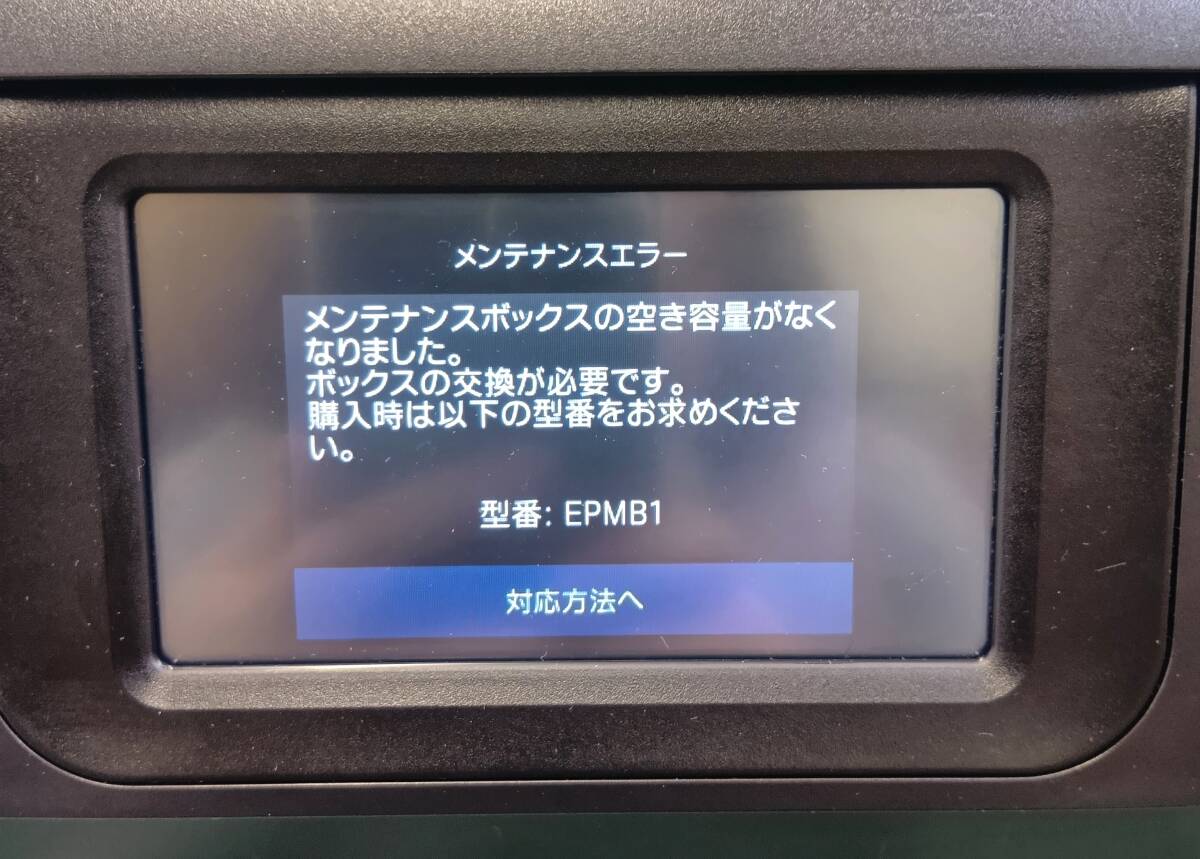 メンテナンスエラー
メンテナンスボックスの空き容量がなく
なりました。
ボックスの交換が必要です。
購入時は以下の型番をお求めくださ
い。
型番: EPMB1
対応方法へ